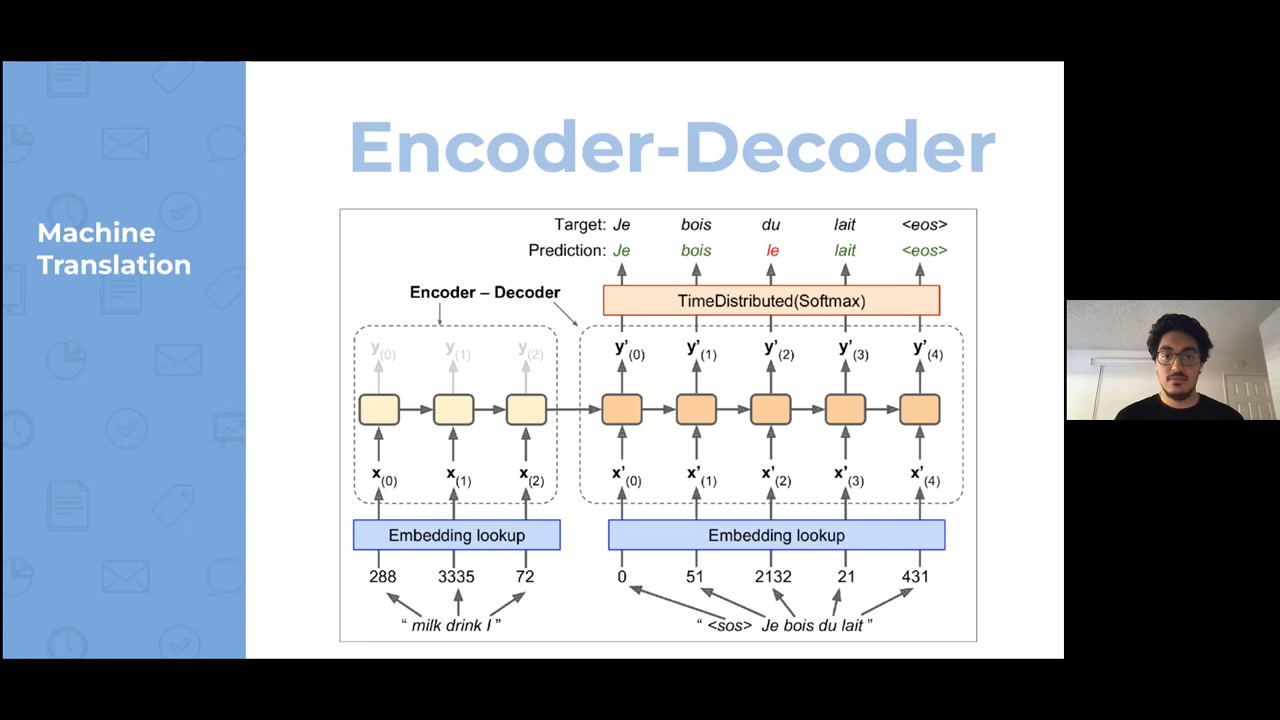 Machine
Translation
Encoder-Decoder
Target: Je bois du lait <eos>
Prediction: Je bois le lait <eos>
Encoder – Decoder
TimeDistributed(Softmax)
y(0) y(1) y(2) y'(0) y'(1) y'(2) y'(3) y'(4)
x(0) x(1) x(2) x'(0) x'(1) x'(2) x'(3) x'(4)
Embedding lookup Embedding lookup
288 3335 72 0 51 2132 21 431
“ milk drink I ” “ <sos> Je bois du lait ”